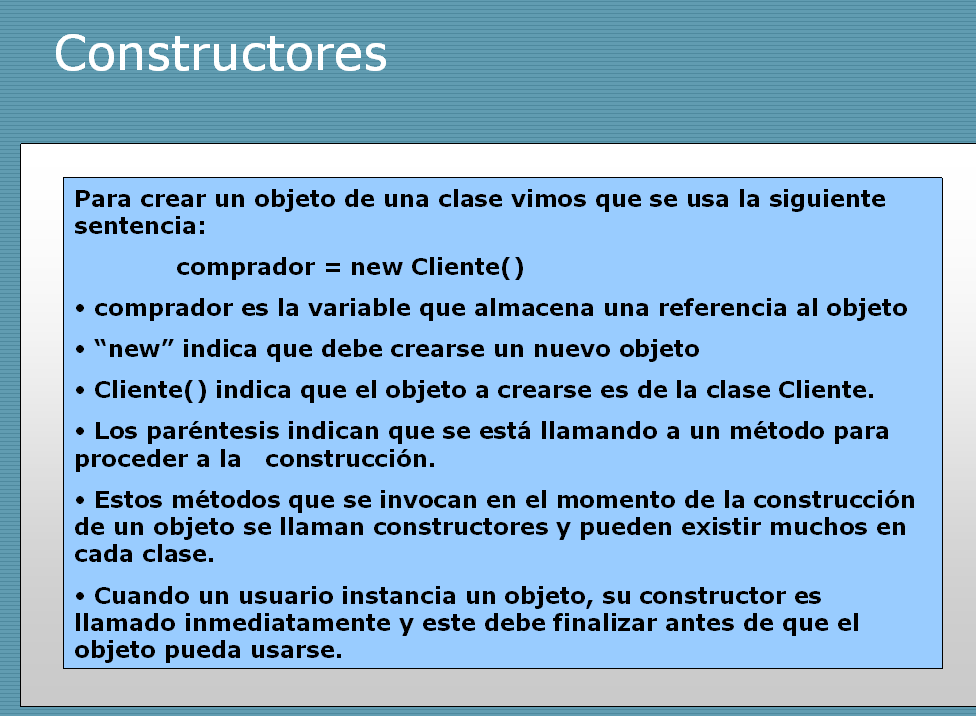 Constructores
Para crear un objeto de una clase vimos que se usa la siguiente
sentencia:
comprador = new Cliente()
• comprador es la variable que almacena una referencia al objeto
• “new” indica que debe crearse un nuevo objeto
• Cliente() indica que el objeto a crearse es de la clase Cliente.
• Los paréntesis indican que se está llamando a un método para
proceder a la construcción.
• Estos métodos que se invocan en el momento de la construcción
de un objeto se llaman constructores y pueden existir muchos en
cada clase.
• Cuando un usuario instancia un objeto, su constructor es
llamado inmediatamente y este debe finalizar antes de que el
objeto pueda usarse.